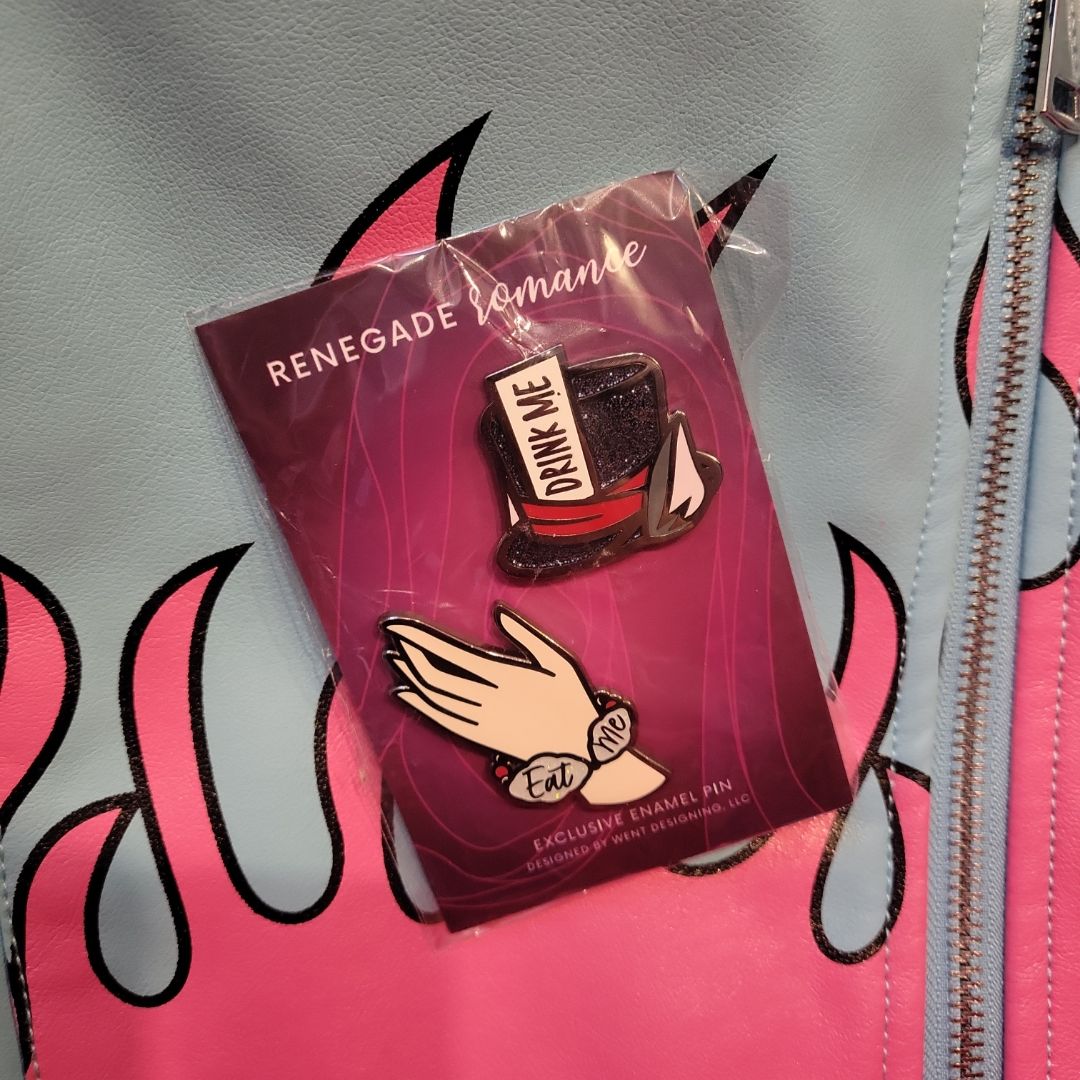 RENEGADE romance
DRINK ME
Eat Me
EXCLUSIVE ENAMEL PIN
DESIGNED BY WENT DESIGNING, LLC